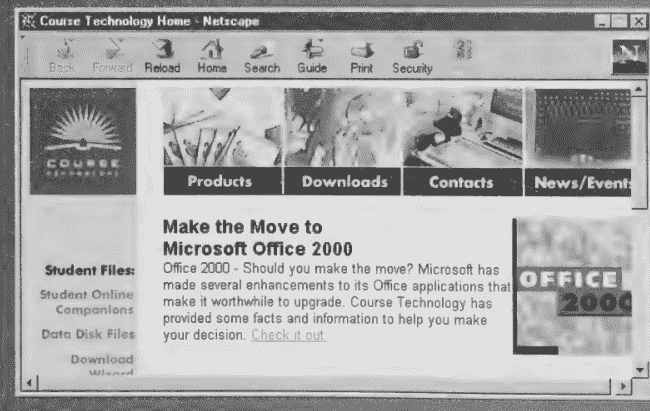 Course Technology Home - Netscape
Back Forward Reload Home Search Guide Print Security
N
COURSE
Products Downloads Contacts News/Events
Make the Move to
Microsoft Office 2000
Office 2000 - Should you make the move? Microsoft has
made several enhancements to its Office applications that
make it worthwhile to upgrade. Course Technology has
provided some facts and information to help you make
your decision. Check it out.
Student Files:
Student Online
Companions
Data Disk Files
Download
Wizard
OFFICE
2000